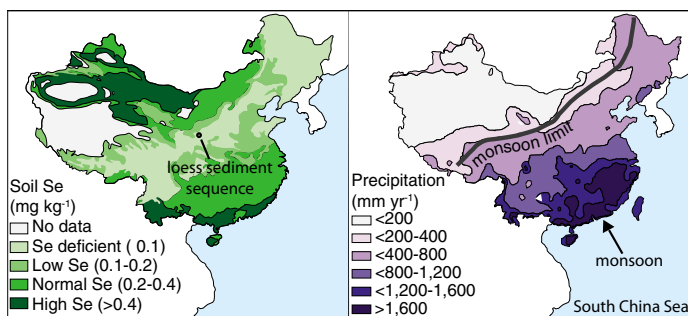 loess sediment
sequence
Soil Se
(mg kg-1)
No data
Se deficient ( 0.1)
Low Se (0.1-0.2)
Normal Se (0.2-0.4)
High Se (>0.4)
monsoon limit
Precipitation
(mm yr-1)
<200
<200-400
<400-800
<800-1,200
<1,200-1,600
>1,600
monsoon
South China Sea